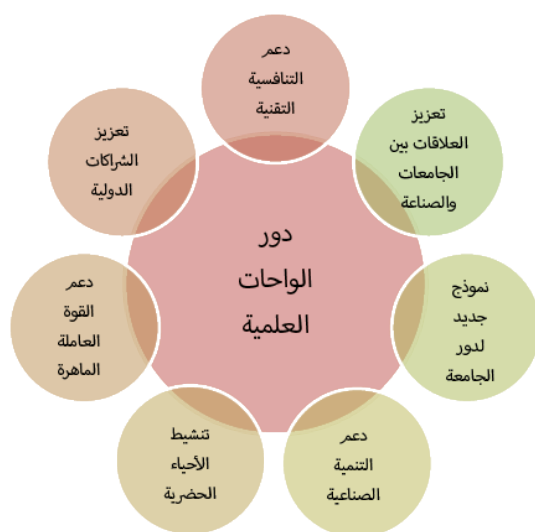 دور
الواحات
العلمية
دعم
التنافسية
التقنية
تعزيز
العلاقات بين
الجامعات
والصناعة
نموذج
جديد
لدور
الجامعة
دعم
التنمية
الصناعية
تنشيط
الأحياء
الحضرية
دعم
القوة
العاملة
الماهرة
تعزيز
الشراكات
الدولية